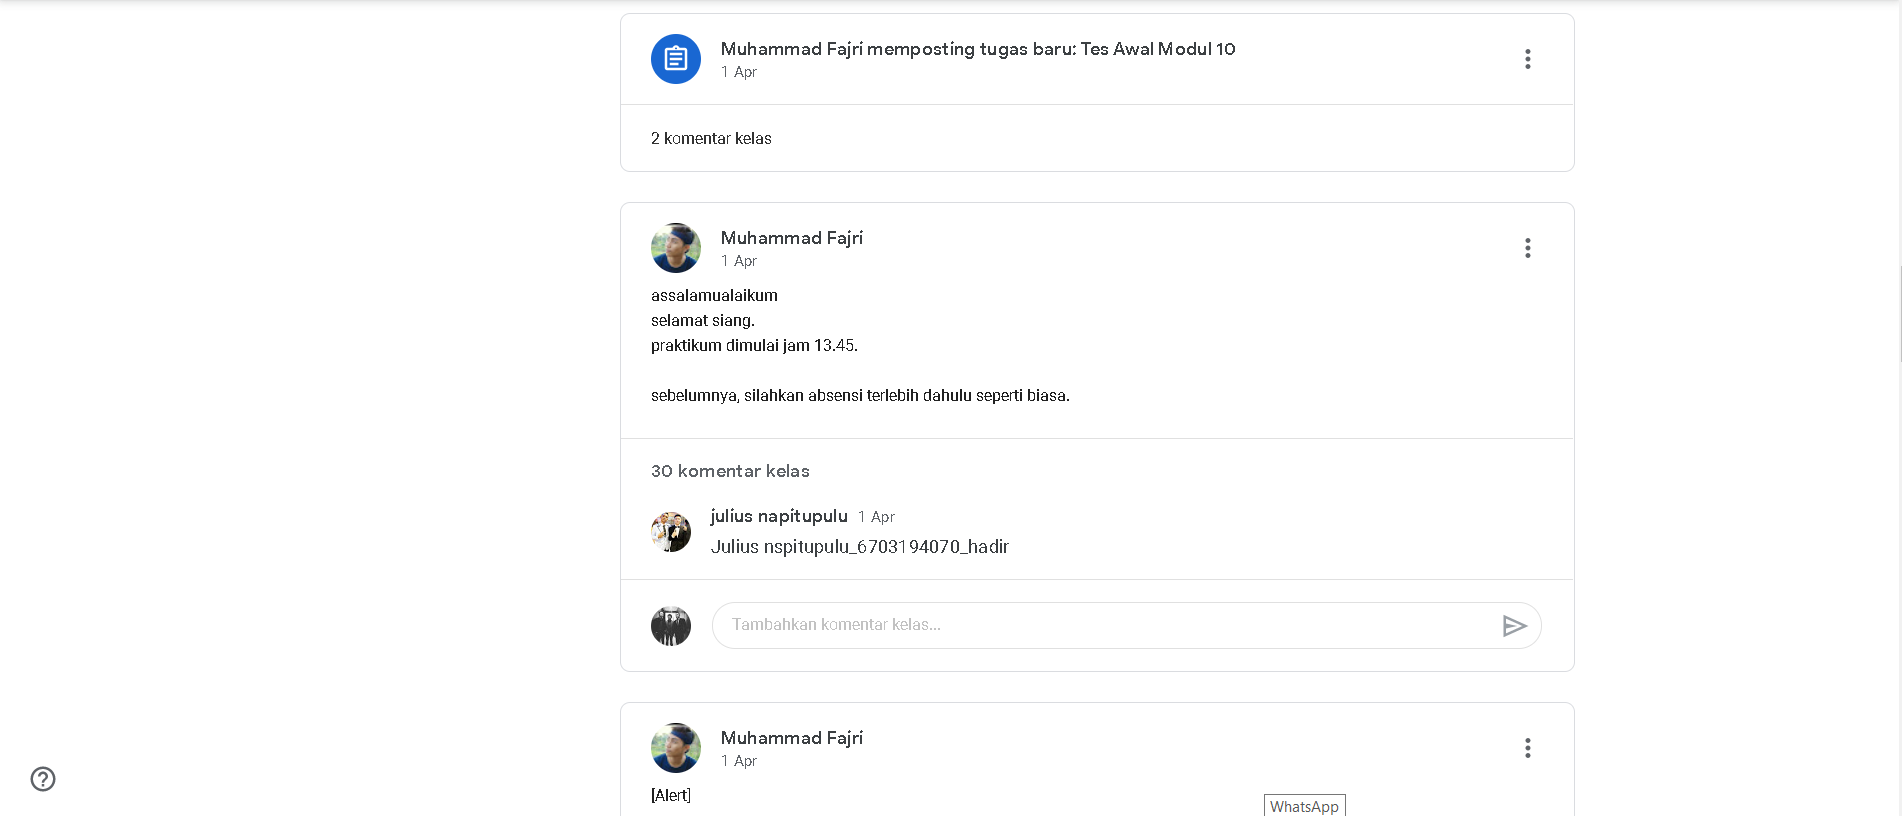 Muhammad Fajri memposting tugas baru: Tes Awal Modul 10
1 Apr
2 komentar kelas
Muhammad Fajri
1 Apr
assalamualaikum
selamat siang.
praktikum dimulai jam 13.45.
sebelumnya, silahkan absensi terlebih dahulu seperti biasa.
30 komentar kelas
julius napitupulu 1 Apr
Julius nspitupulu_6703194070_hadir
Tambahkan komentar kelas...
Muhammad Fajri
1 Apr
[Alert]
WhatsApp